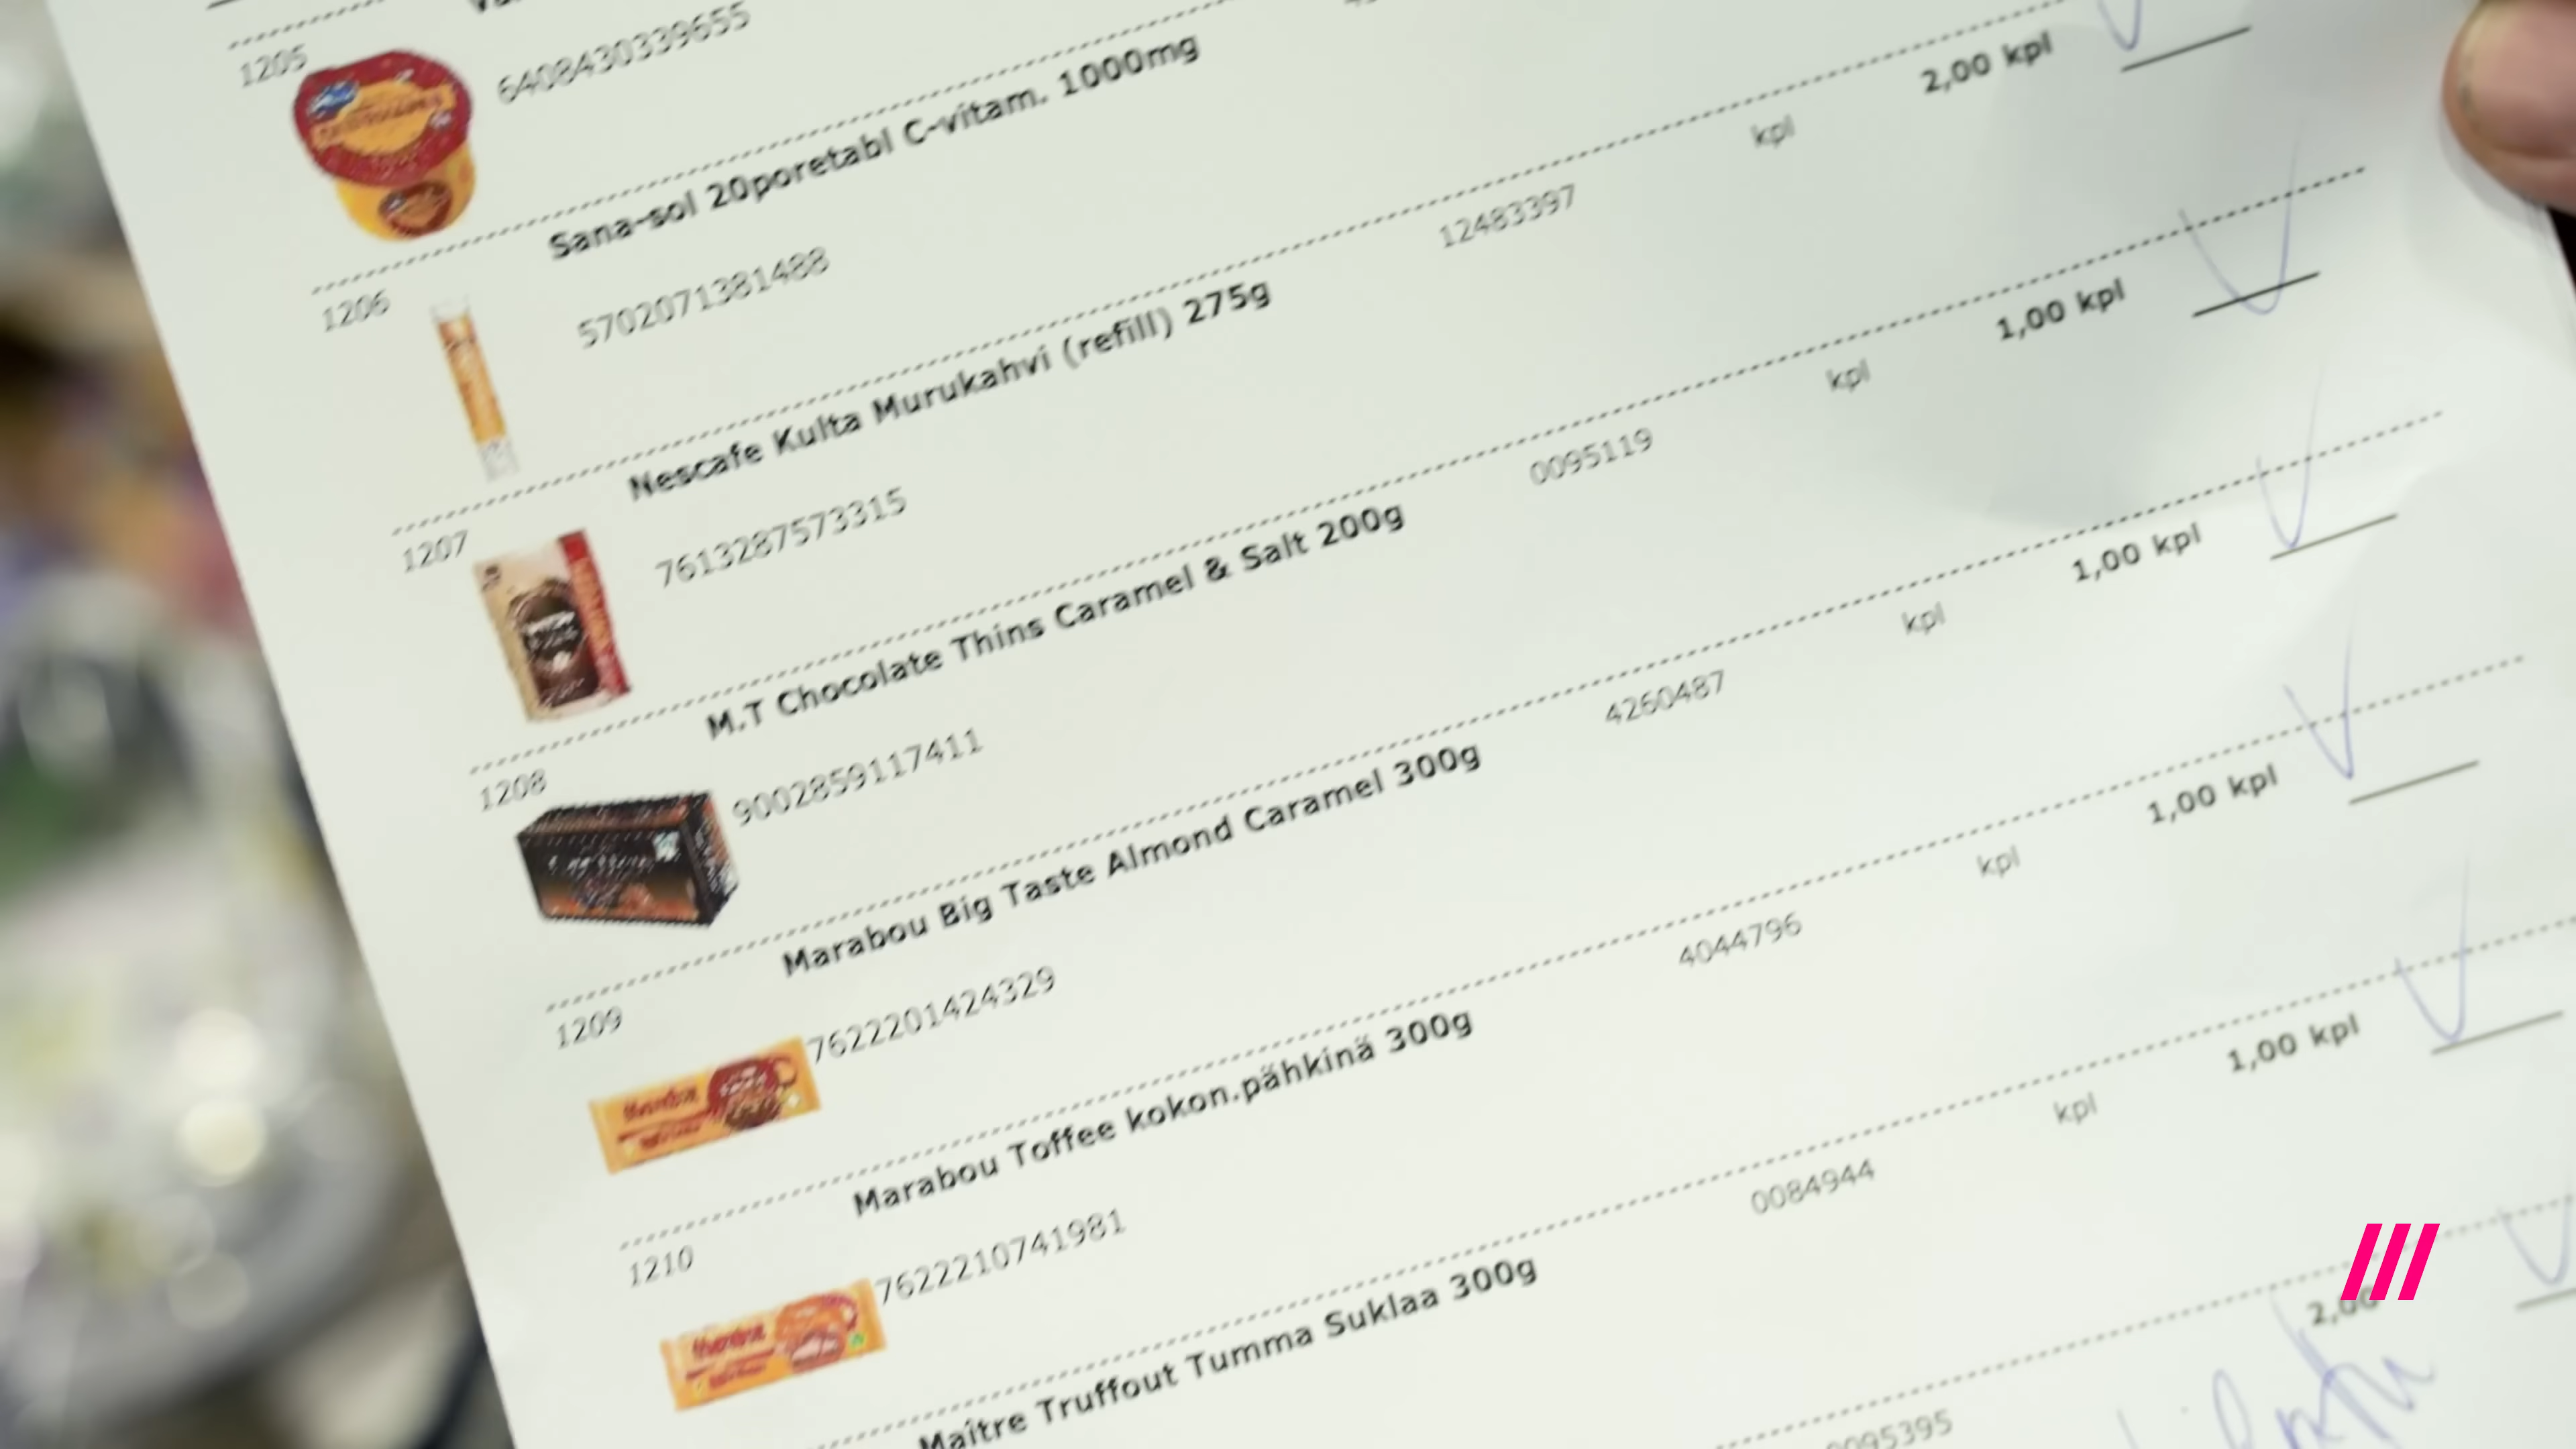 1205
6408430339655
2,00 kpl
Sana-sol 20poretabl C-vitam. 1000mg
1206
5702071381488
12483397
kpl
1,00 kpl
Nescafe Kulta Murukahvi (refill) 275g
1207
7613287573315
0095119
kpl
1,00 kpl
M.T Chocolate Thins Caramel & Salt 200g
1208
9002859117411
4260487
kpl
1,00 kpl
Marabou Big Taste Almond Caramel 300g
1209
7622201424329
4044796
kpl
1,00 kpl
Marabou Toffee kokon.pähkinä 300g
1210
7622210741981
0084944
kpl
2,00
Maître Truffout Tumma Suklaa 300g
0095395